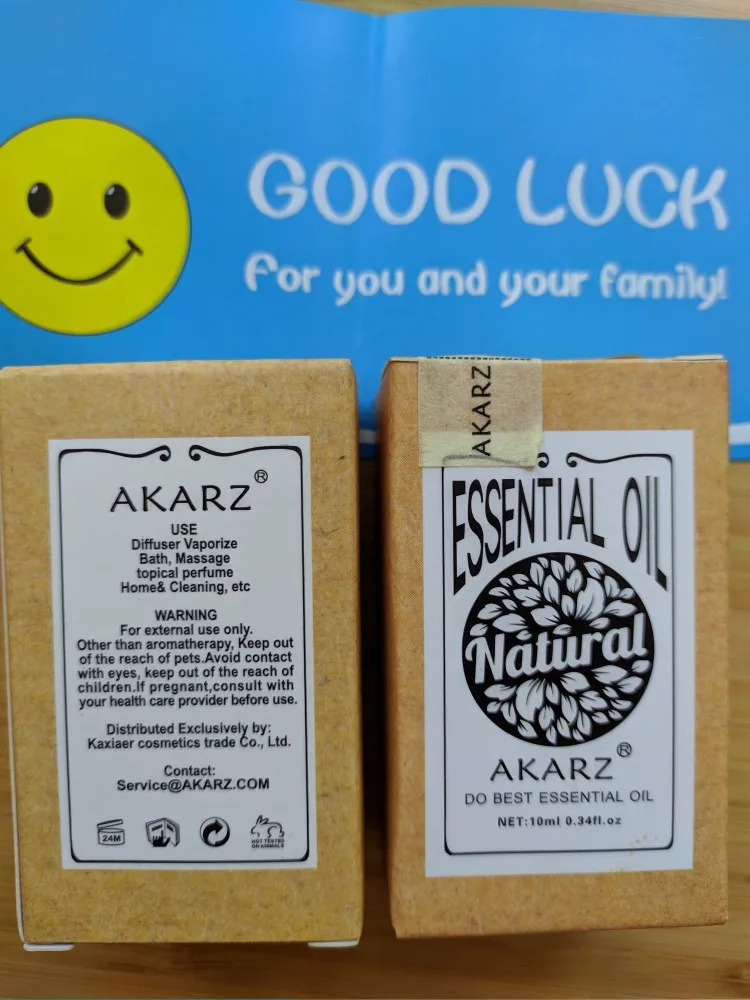 GOOD LUCK
for you and your family!
AKARZ®
USE
Diffuser Vaporize
Bath, Massage
topical perfume
Home& Cleaning, etc
WARNING
For external use only.
Other than aromatherapy, Keep out
of the reach of pets.Avoid contact
with eyes, keep out of the reach of
children.If pregnant,consult with
your health care provider before use.
Distributed Exclusively by:
Kaxiaer cosmetics trade Co., Ltd.
Contact:
Service@AKARZ.COM
24M
NOT TESTED
ON ANIMALS
AKARZ
ESSENTIAL OIL
Natural
AKARZ®
DO BEST ESSENTIAL OIL
NET:10ml 0.34fl.oz